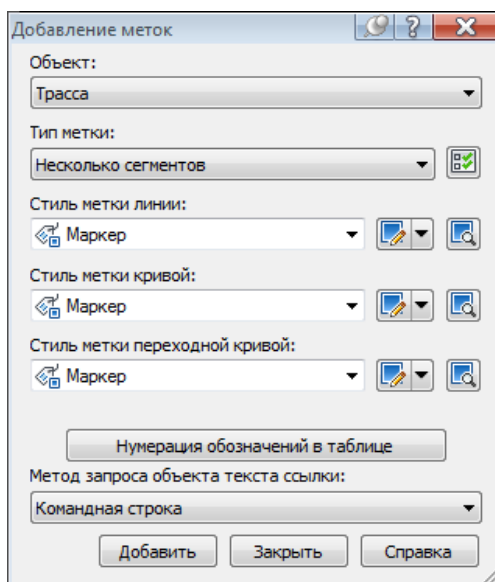 Добавление меток
Объект:
Трасса
Тип метки:
Несколько сегментов
Стиль метки линии:
Маркер
Стиль метки кривой:
Маркер
Стиль метки переходной кривой:
Маркер
Нумерация обозначений в таблице
Метод запроса объекта текста ссылки:
Командная строка
Добавить Закрыть Справка